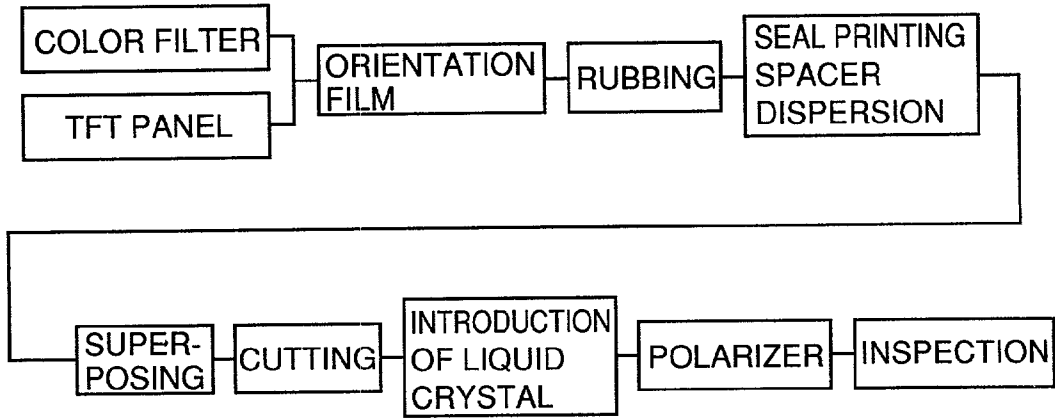 COLOR FILTER
TFT PANEL
ORIENTATION
FILM
RUBBING
SEAL PRINTING
SPACER
DISPERSION
SUPER-
POSING
CUTTING
INTRODUCTION
OF LIQUID
CRYSTAL
POLARIZER
INSPECTION